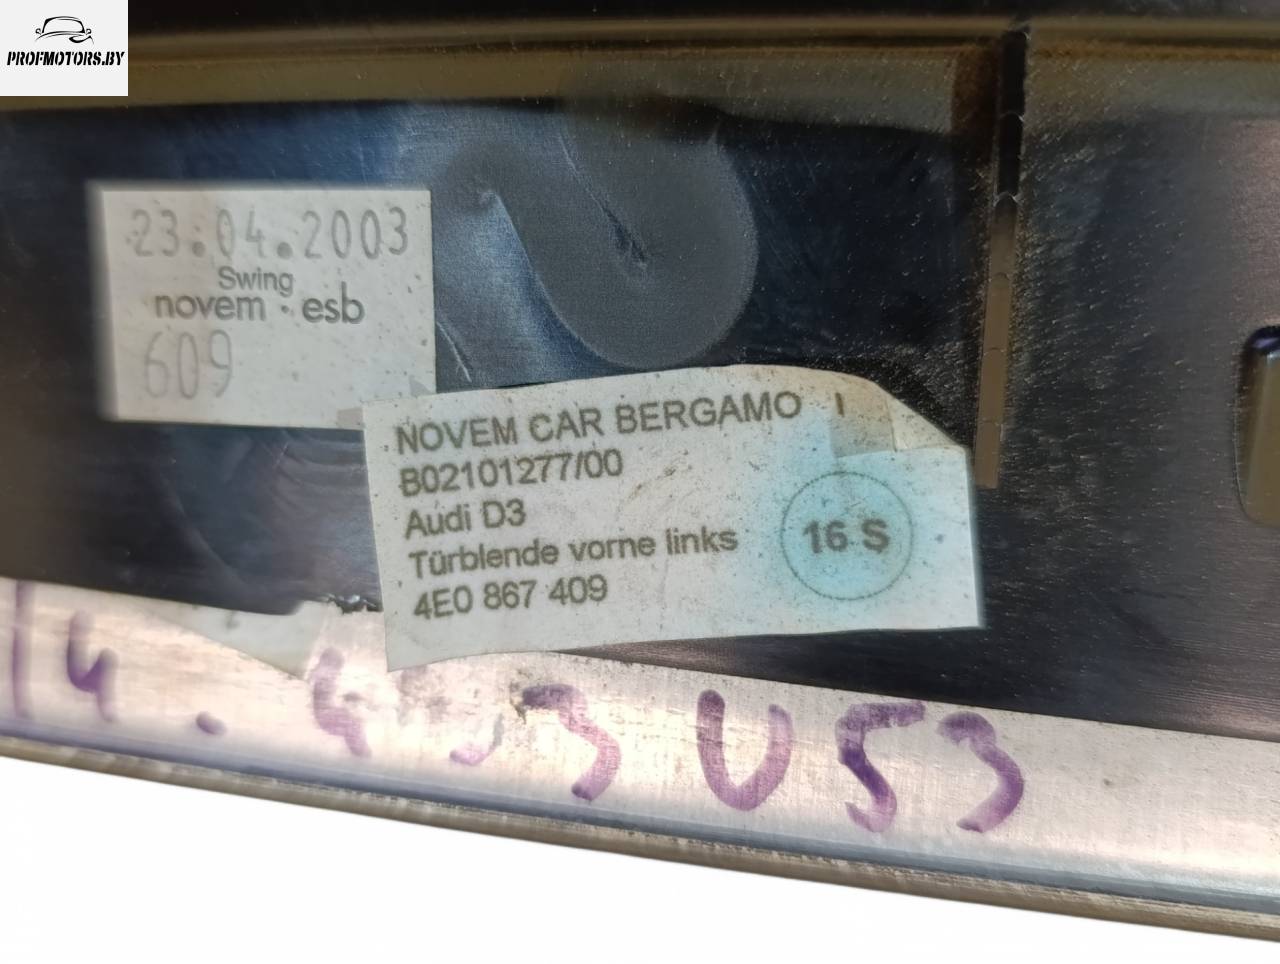 PROFMOTORS.BY
23.04.2003
Swing
novem · esb
609
NOVEM CAR BERGAMO I
B02101277/00
Audi D3
Türblende vorne links
4E0 867 409
16 S
3U53